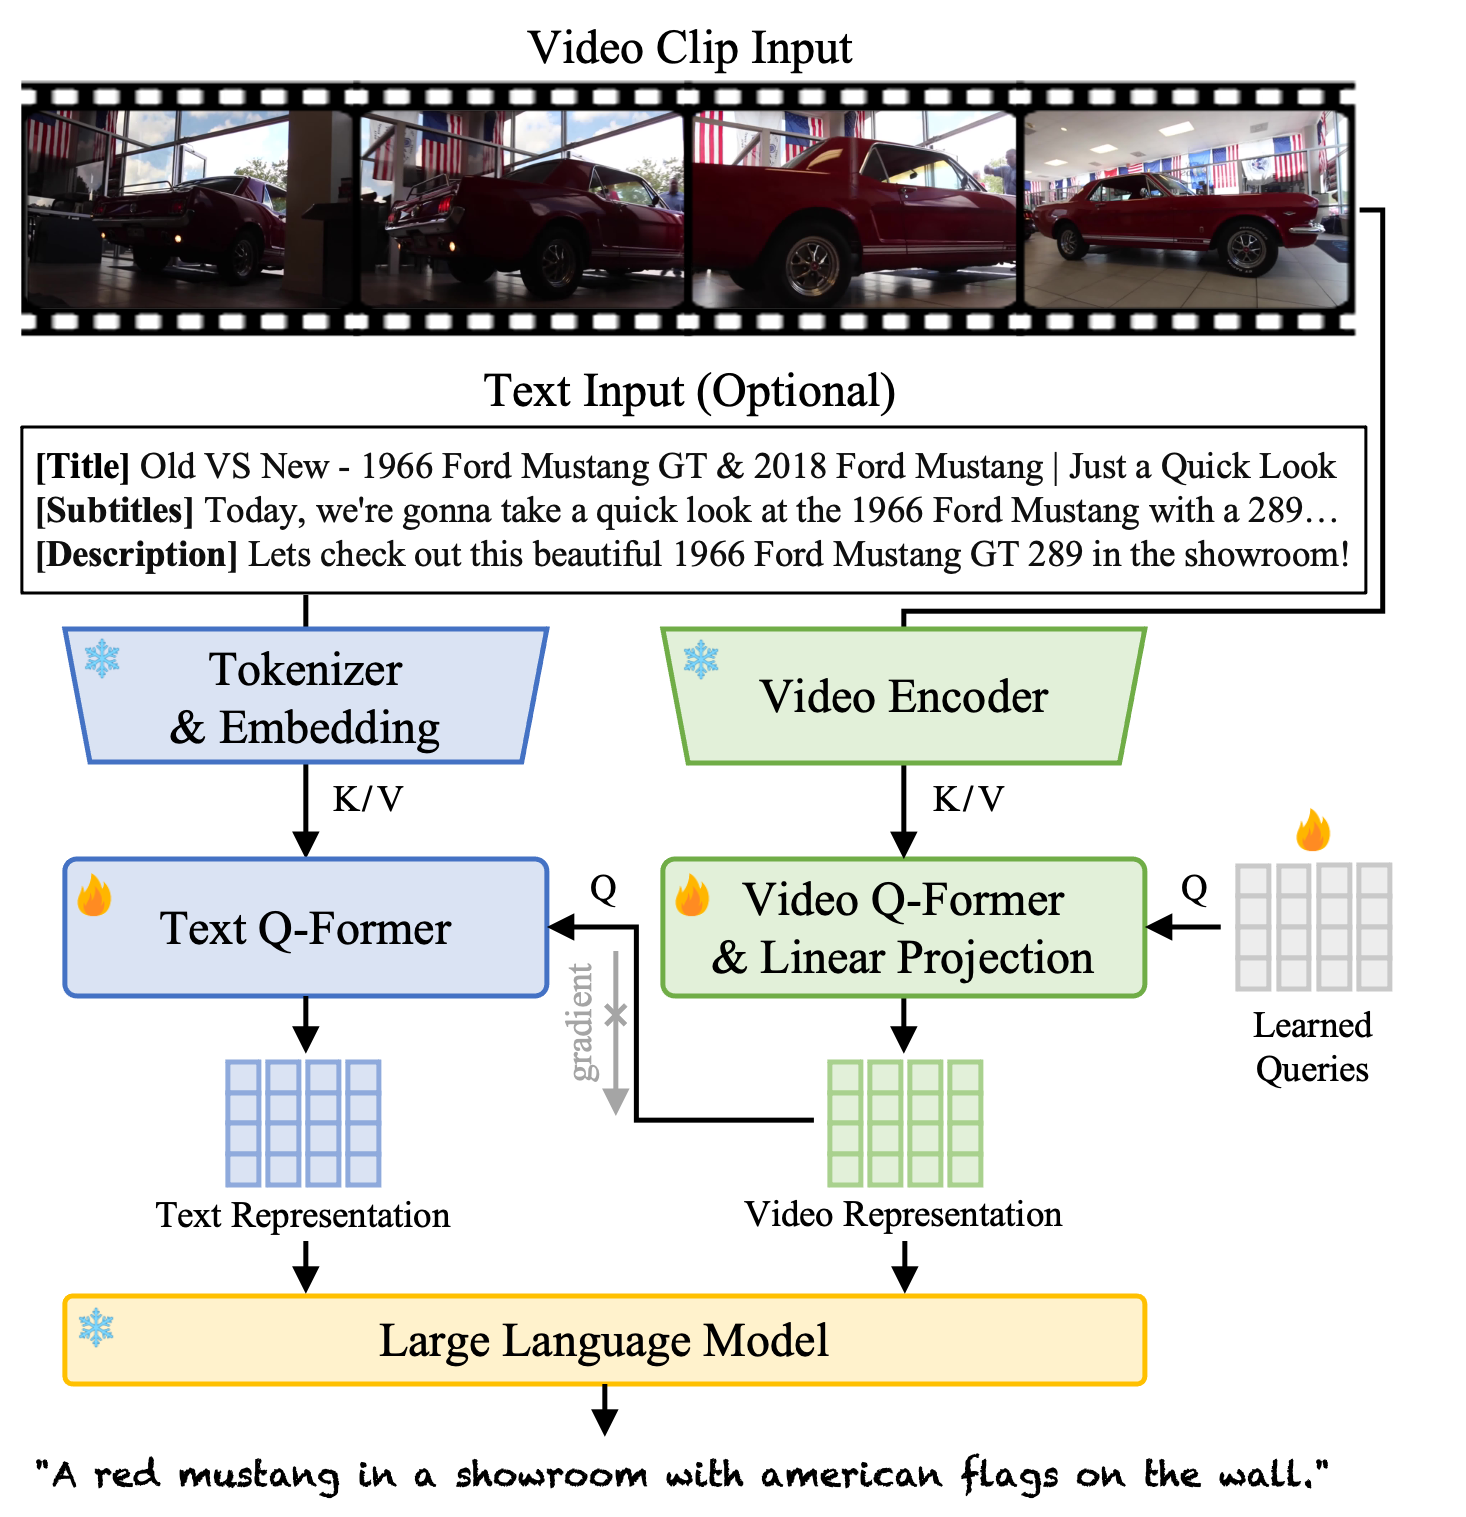 Video Clip Input
Text Input (Optional)
[Title] Old VS New - 1966 Ford Mustang GT & 2018 Ford Mustang | Just a Quick Look
[Subtitles] Today, we're gonna take a quick look at the 1966 Ford Mustang with a 289...
[Description] Lets check out this beautiful 1966 Ford Mustang GT 289 in the showroom!
Tokenizer
& Embedding
Video Encoder
K/V
K/V
Text Q-Former
Q
Video Q-Former
& Linear Projection
Q
gradient
Learned
Queries
Text Representation
Video Representation
Large Language Model
"A red mustang in a showroom with american flags on the wall."